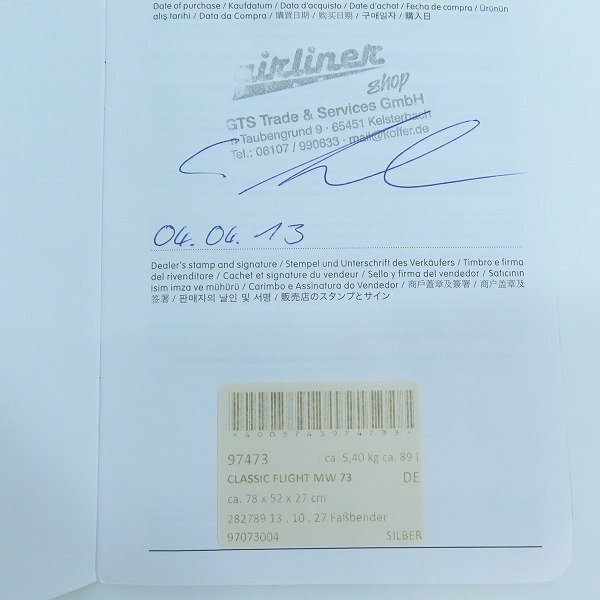 Date of purchase / Kaufdatum / Data d'acquisto / Date d'achat / Fecha de compra / Ürünün
alış tarihi / Data da Compra / 購買日期 / 购买日期 / 구매일자 / 購入日
airliner
shop
GTS Trade & Services GmbH
Taubengrund 9 · 65451 Kelsterbach
Tel.: 06107 / 990633 · mail@koffer.de
04.04.13
Dealer's stamp and signature / Stempel und Unterschrift des Verkäufers / Timbro e firma
del rivenditore / Cachet et signature du vendeur / Sello y firma del vendedor / Satıcının
isim imza ve mühürü / Carimbo e Assinatura do Vendedor / 商戶蓋章及簽署 / 商户盖章及
签署 / 판매자의 날인 및 서명 / 販売店のスタンプとサイン
97473 ca. 5,40 kg ca. 89 l
CLASSIC FLIGHT MW 73 DE
ca. 78 x 52 x 27 cm
282789 13 . 10 . 27 Faßbender
97073004 SILBER